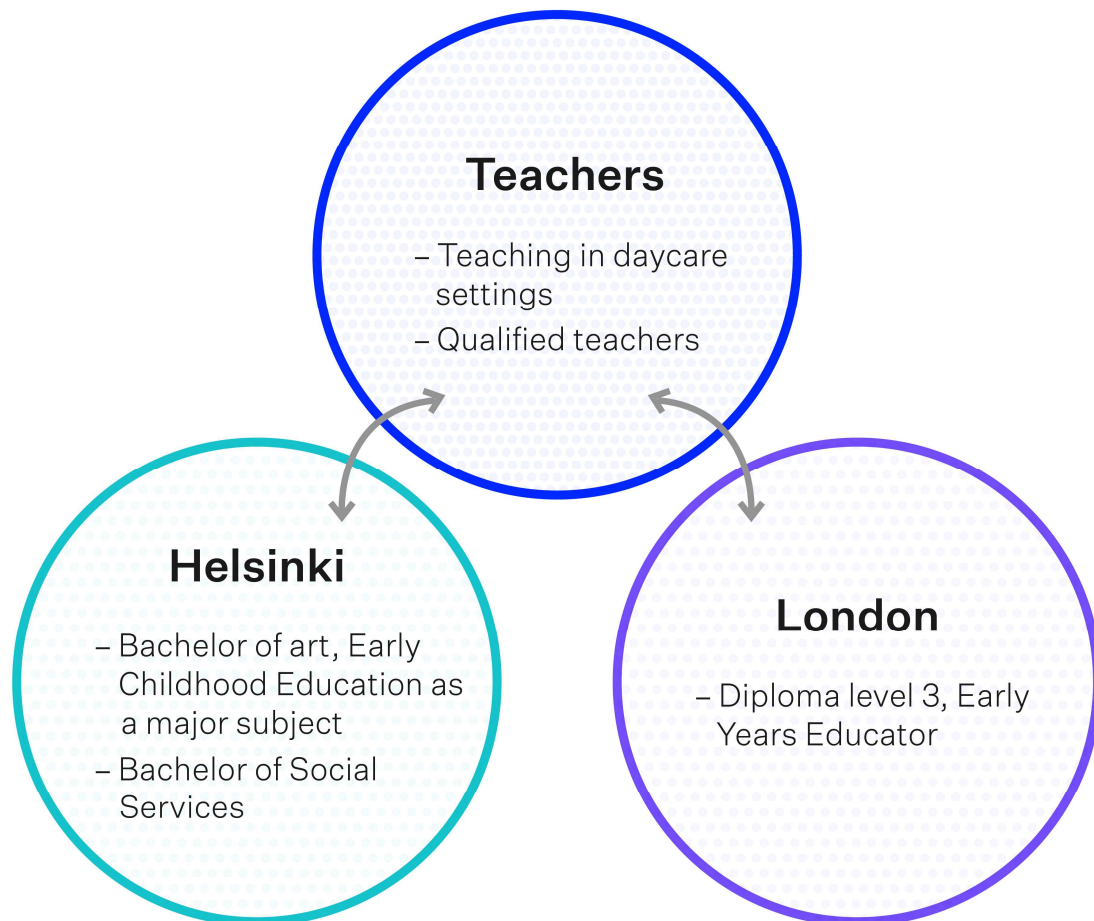 Teachers
– Teaching in daycare
settings
– Qualified teachers
Helsinki
– Bachelor of art, Early
Childhood Education as
a major subject
– Bachelor of Social
Services
London
– Diploma level 3, Early
Years Educator